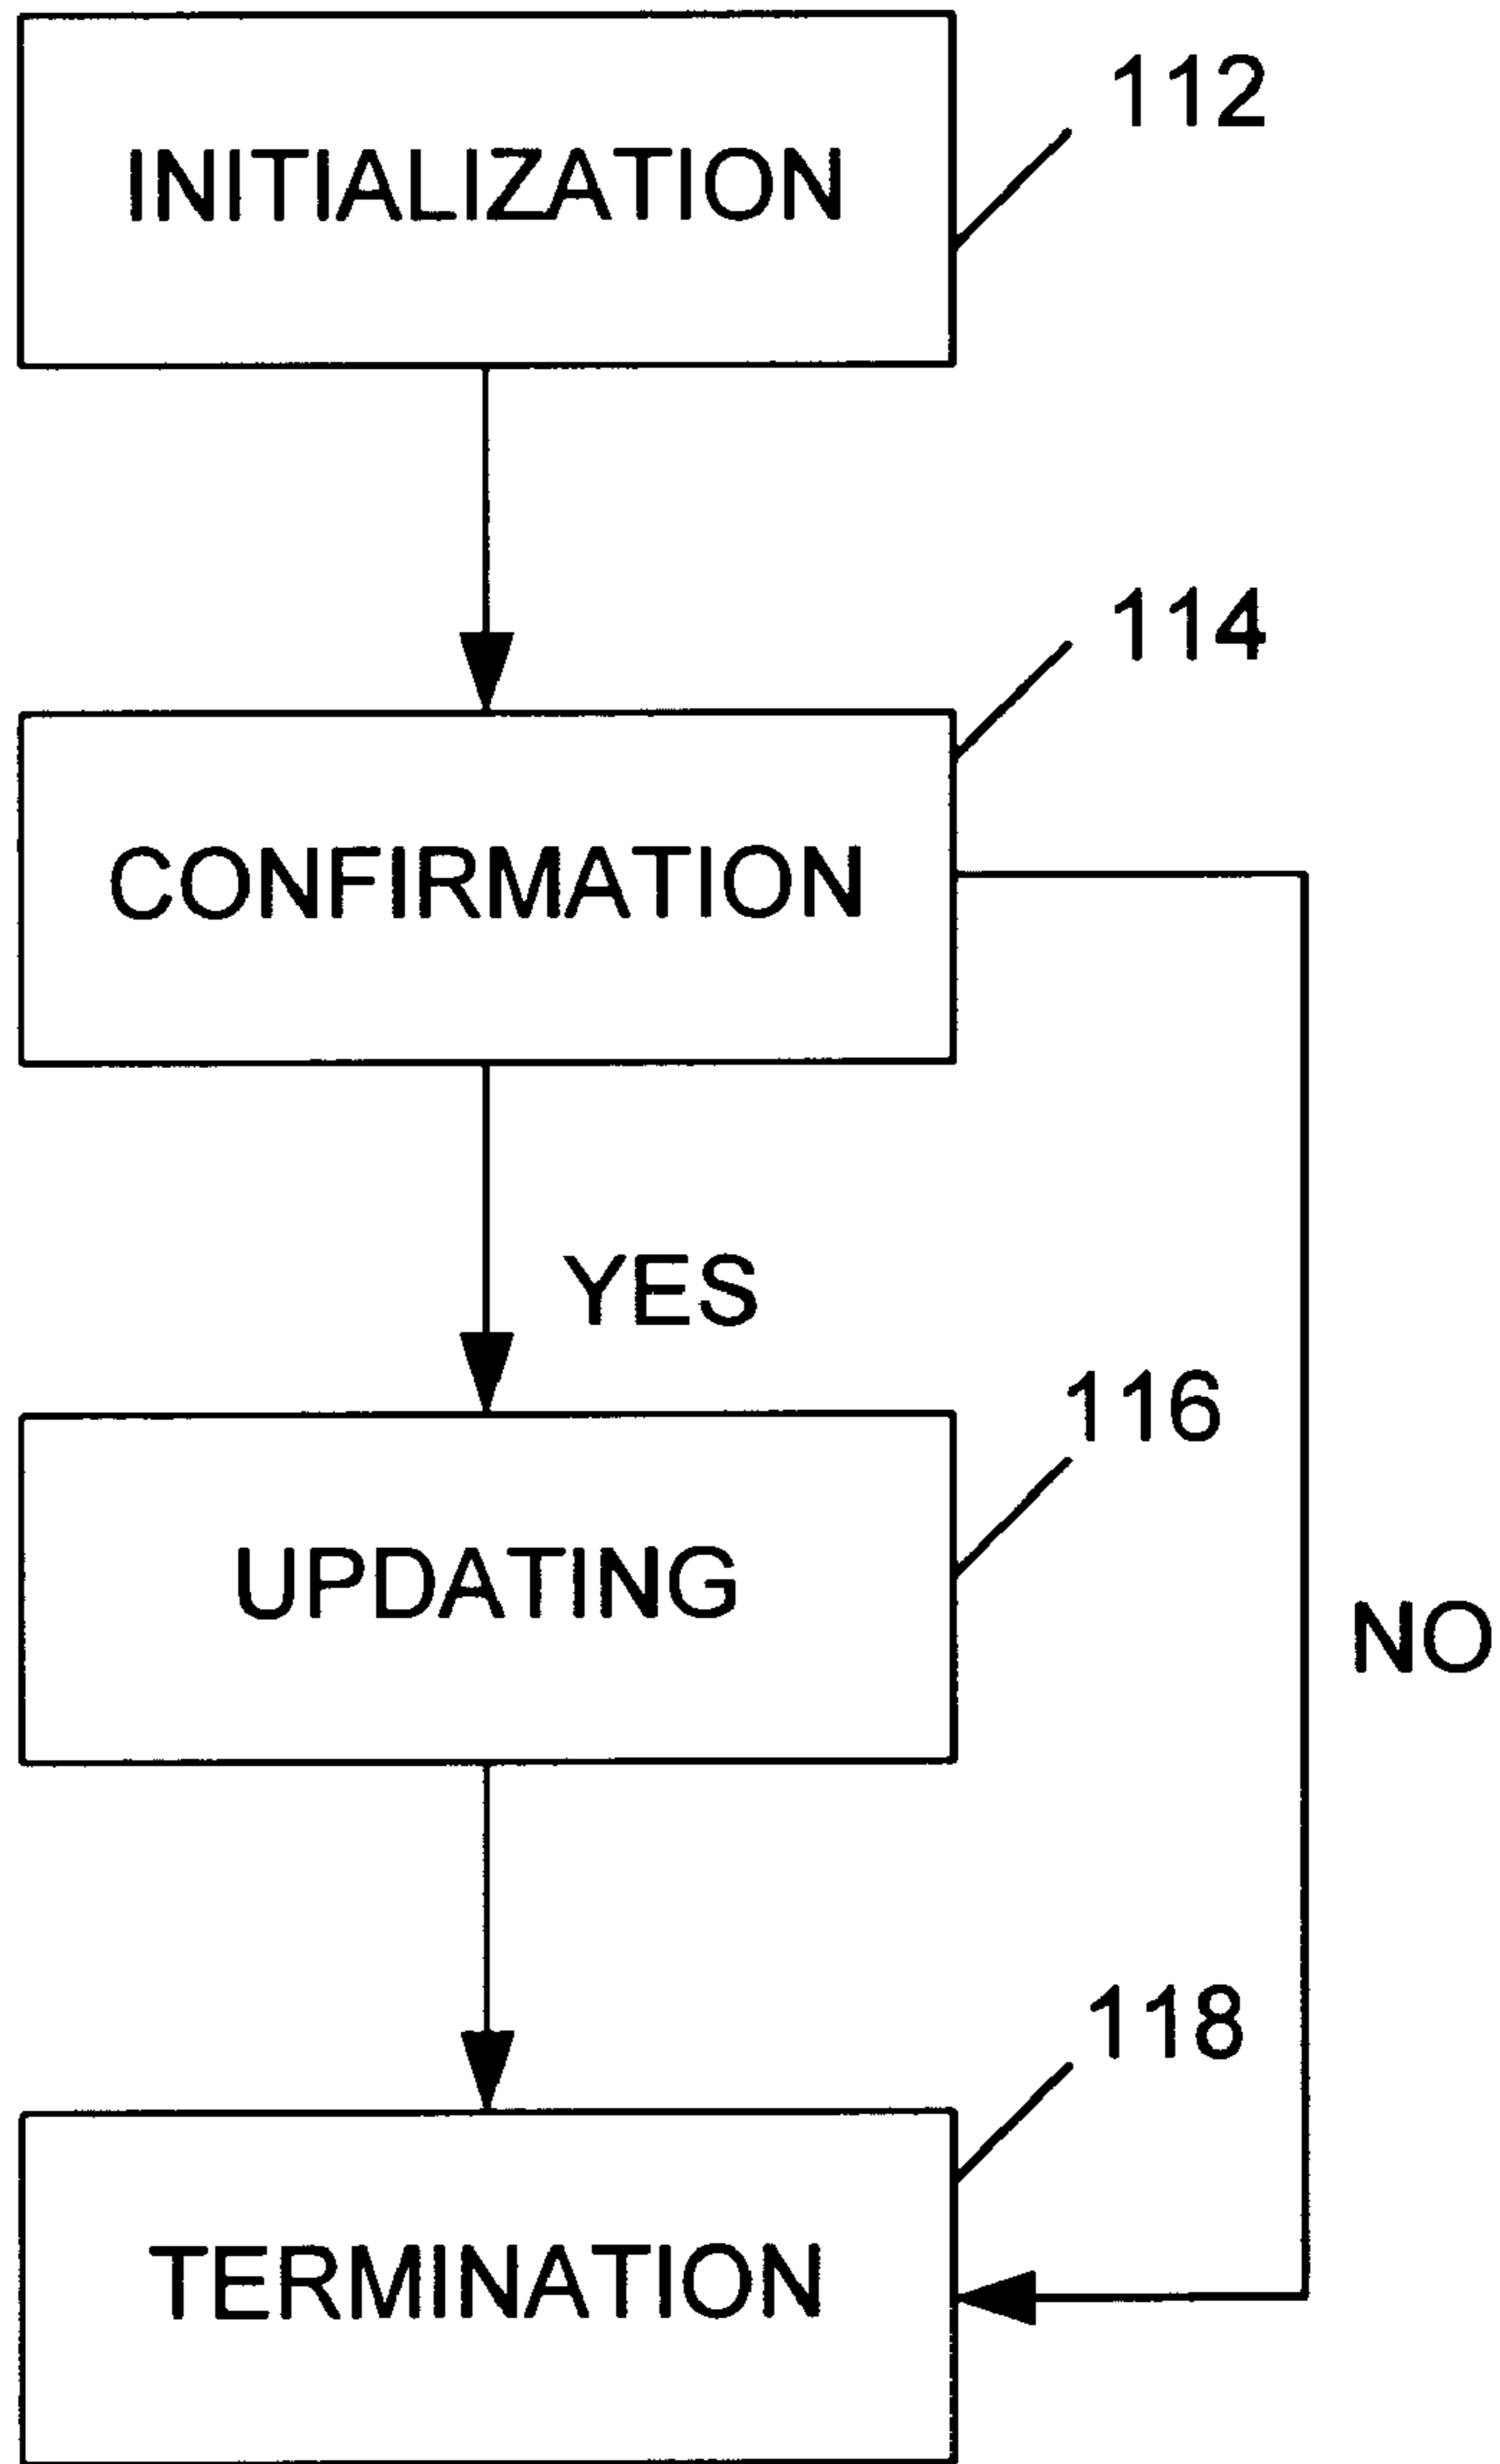 112
INITIALIZATION
114
CONFIRMATION
YES
116
UPDATING
NO
118
TERMINATION